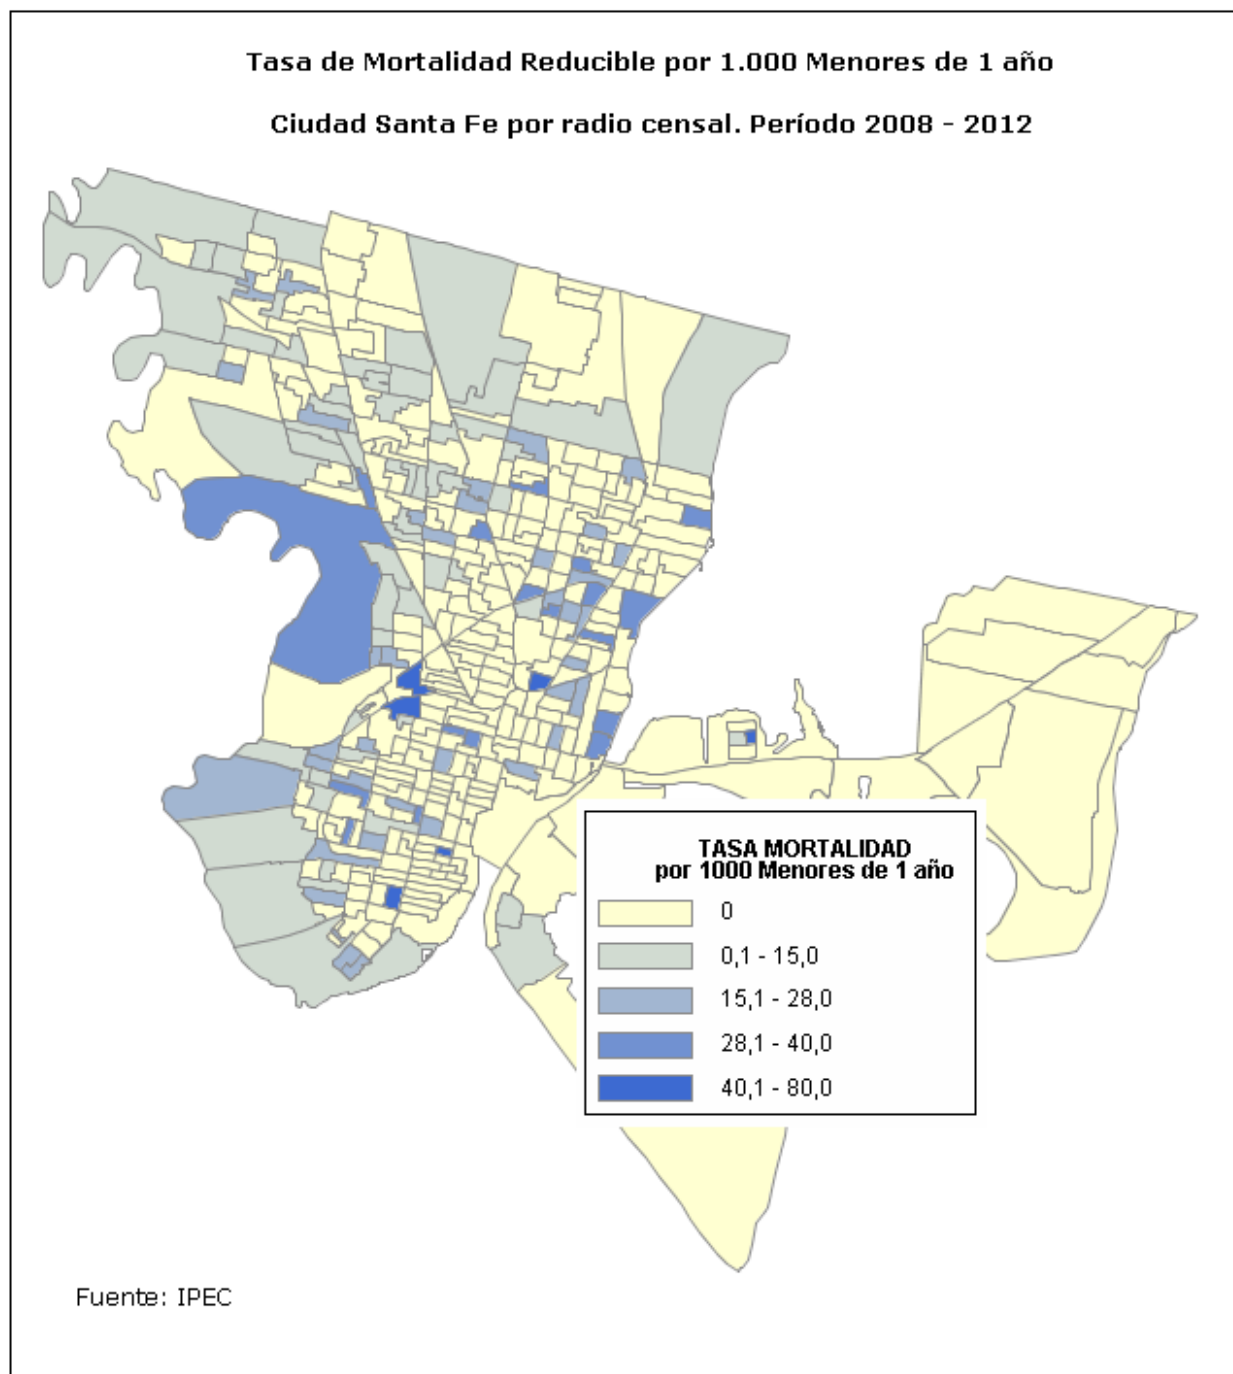 Tasa de Mortalidad Reducible por 1.000 Menores de 1 año
Ciudad Santa Fe por radio censal. Período 2008 - 2012
TASA MORTALIDAD
por 1000 Menores de 1 año
0
0,1 - 15,0
15,1 - 28,0
28,1 - 40,0
40,1 - 80,0
Fuente: IPEC